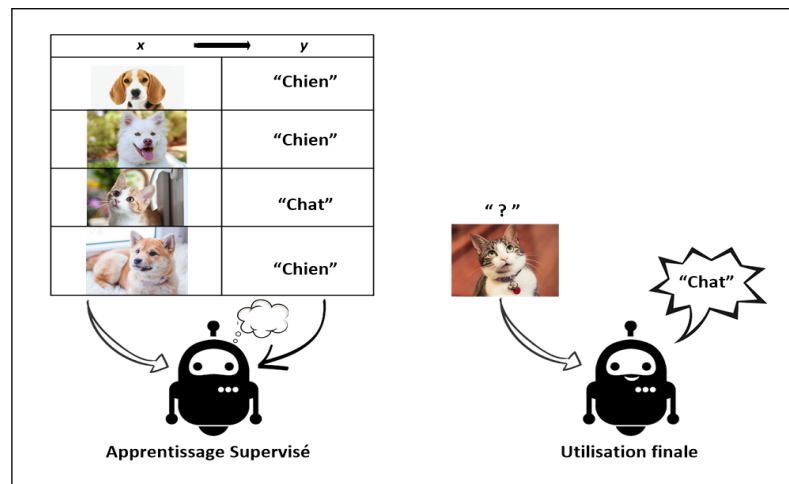 x y
“Chien”
“Chien”
“Chat”
“Chien”
“ ? ”
“Chat”
Apprentissage Supervisé
Utilisation finale